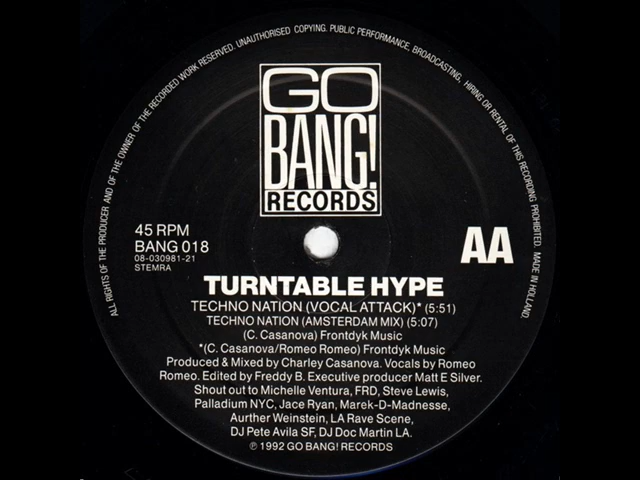 ALL RIGHTS OF THE PRODUCER AND OF THE OWNER OF THE RECORDED WORK RESERVED. UNAUTHORISED COPYING. PUBLIC PERFORMANCE, BROADCASTING. HIRING OR RENTAL OF THIS RECORDING PROHIBITED. MADE IN HOLLAND.
GO
BANG!
RECORDS
45 RPM
BANG 018
08-030981-21
STEMRA
AA
TURNTABLE HYPE
TECHNO NATION (VOCAL ATTACK)* (5:51)
TECHNO NATION (AMSTERDAM MIX) (5:07)
(C. Casanova) Frontdyk Music
*(C. Casanova/Romeo Romeo) Frontdyk Music
Produced & Mixed by Charley Casanova. Vocals by Romeo
Romeo. Edited by Freddy B. Executive producer Matt E Silver.
Shout out to Michelle Ventura, FRD, Steve Lewis,
Palladium NYC, Jace Ryan, Marek-D-Madnesse,
Aurther Weinstein, LA Rave Scene,
DJ Pete Avila SF, DJ Doc Martin LA.
℗ 1992 GO BANG! RECORDS